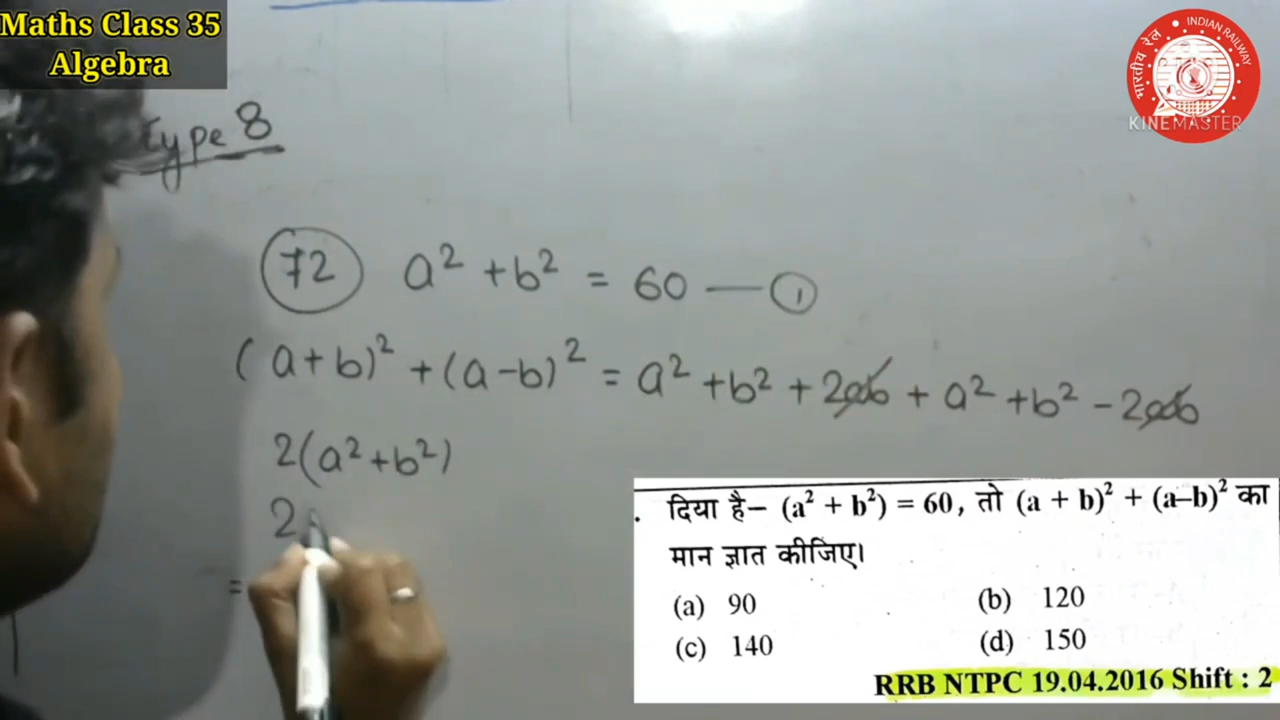 Maths Class 35
Algebra
भारतीय रेल INDIAN RAILWAY
KINEMASTER
Type 8
72 a² + b² = 60 — 1
(a+b)² + (a-b)² = a² + b² + 2ab + a² + b² - 2ab
2(a²+b²)
2
=
. दिया है– (a² + b²) = 60, तो (a + b)² + (a–b)² का
मान ज्ञात कीजिए।
(a) 90 (b) 120
(c) 140 (d) 150
RRB NTPC 19.04.2016 Shift : 2